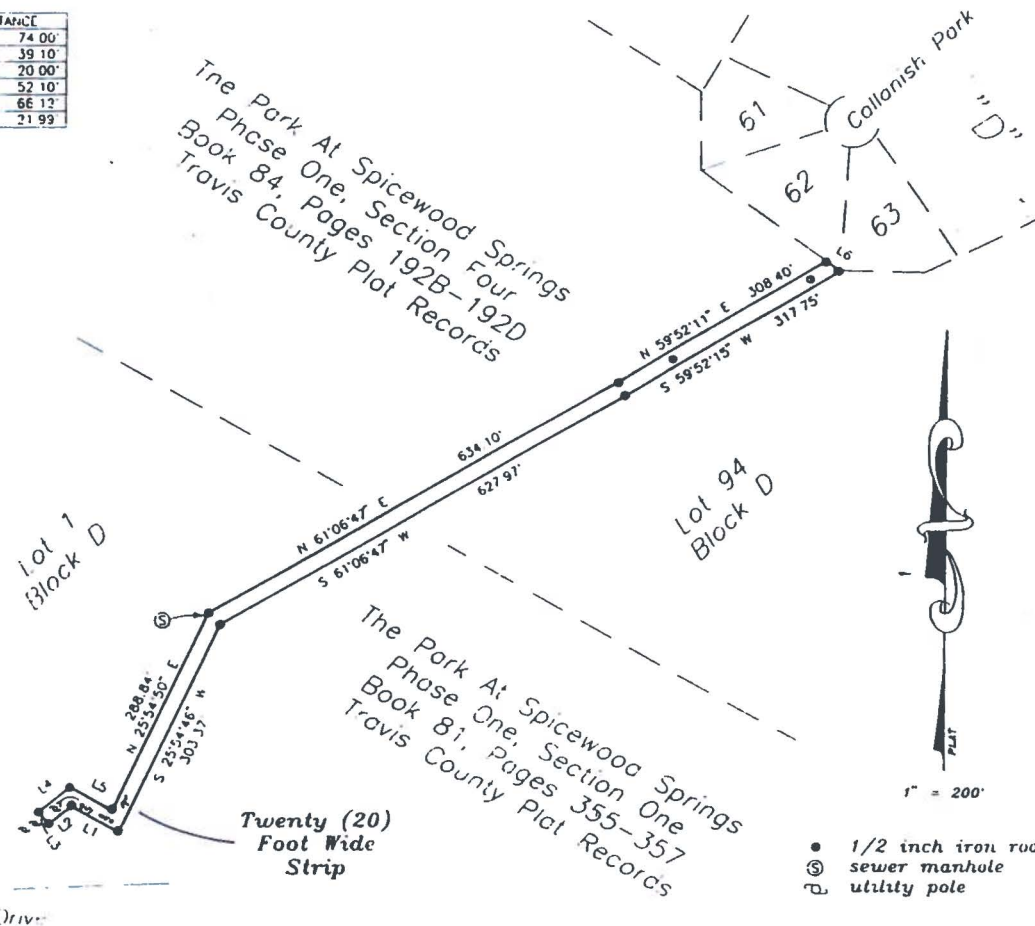 74 00'
39 10'
20 00'
52 10'
66 12'
21 99'
The Park At Spicewood Springs
Phase One, Section Four
Book 84, Pages 192B-192D
Travis County Plat Records
61
62
63
Callanish Park
"D"
L6
N 59°52'11" E 308 40'
S 59°52'15" W 317 75'
634 10'
627 97'
N 61°06'47" E
S 61°06'47" W
Lot 94
Block D
Lot 1
Block D
288.84'
N 25°54'50" E
S 25°54'46" W
303 37'
The Park At Spicewood Springs
Phase One, Section One
Book 81, Pages 355-357
Travis County Plat Records
L4
L5
L3
L2
L1
Twenty (20)
Foot Wide
Strip
PLAT
1" = 200'
1/2 inch iron
S sewer manhole
utility pole
Drive